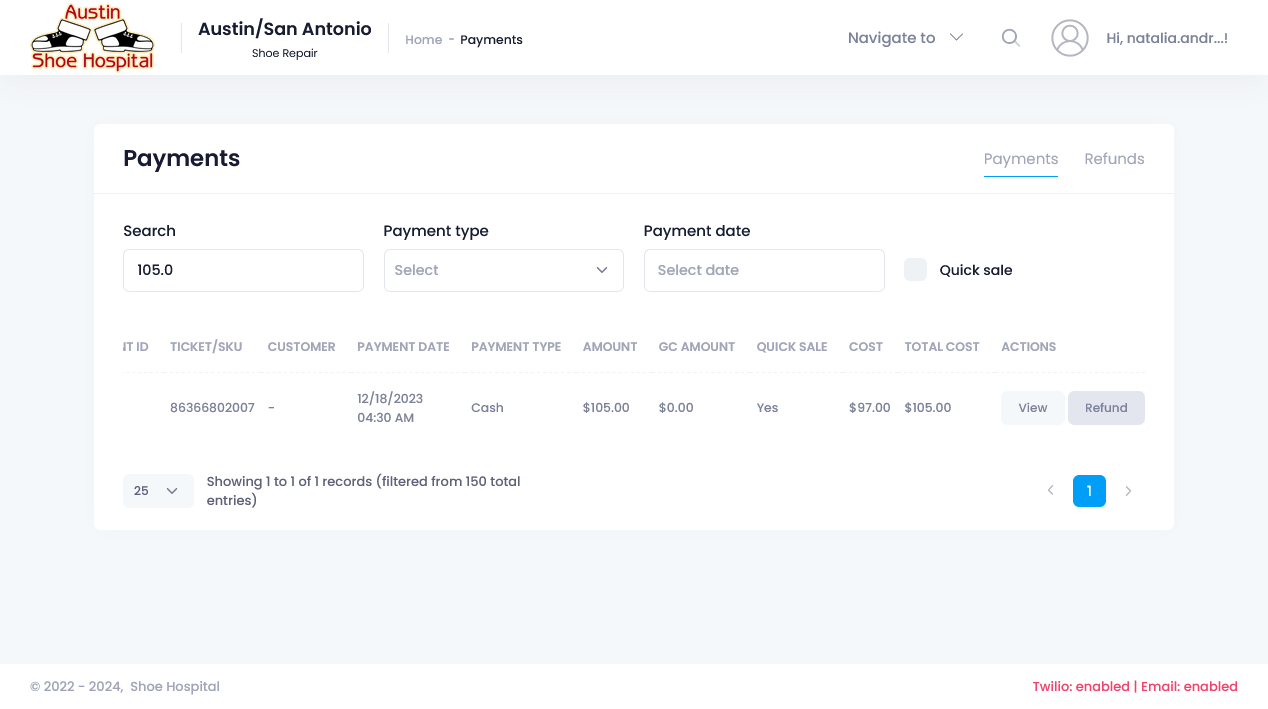 Austin
Shoe Hospital
Austin/San Antonio
Shoe Repair
Home - Payments
Navigate to
Hi, natalia.andr...!
Payments
Payments Refunds
Search Payment type Payment date
105.0 Select Select date Quick sale
IT ID TICKET/SKU CUSTOMER PAYMENT DATE PAYMENT TYPE AMOUNT GC AMOUNT QUICK SALE COST TOTAL COST ACTIONS
86366802007 - 12/18/2023 04:30 AM Cash $105.00 $0.00 Yes $97.00 $105.00 View Refund
25 Showing 1 to 1 of 1 records (filtered from 150 total
entries)
1
© 2022 - 2024, Shoe Hospital
Twilio: enabled | Email: enabled